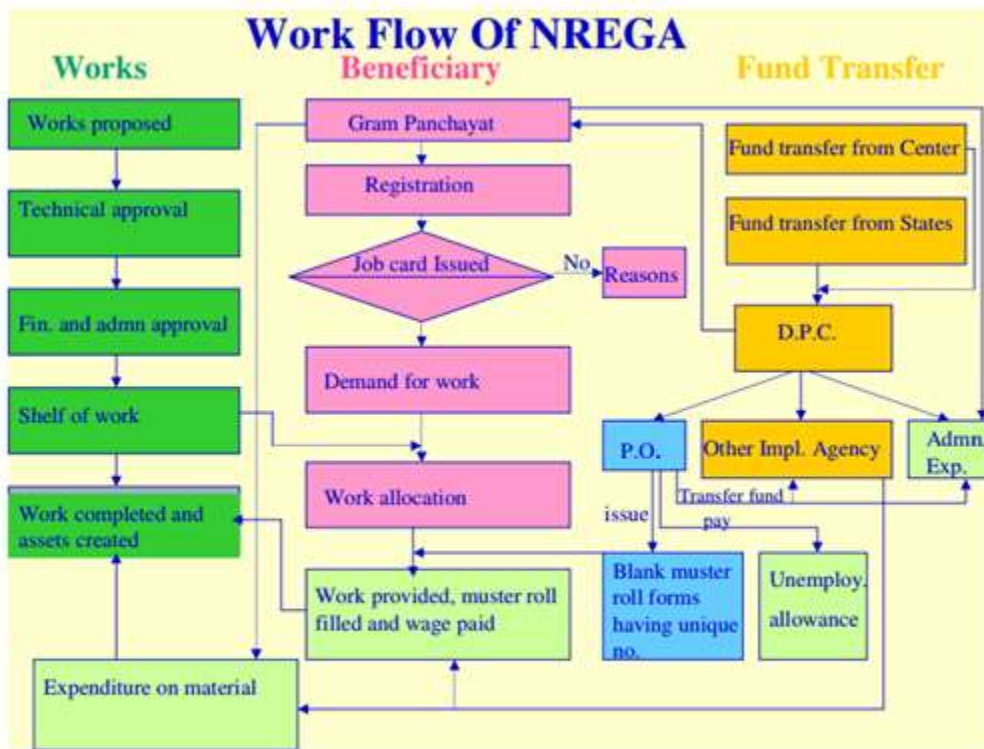 Work Flow Of NREGA
Works
Beneficiary
Fund Transfer
Works proposed
Technical approval
Fin. and admn approval
Shelf of work
Work completed and
assets created
Expenditure on material
Gram Panchayat
Registration
Job card Issued
No
Reasons
Demand for work
Work allocation
Work provided, muster roll
filled and wage paid
Fund transfer from Center
Fund transfer from States
D.P.C.
P.O.
Other Impl. Agency
Admn.
Exp.
Transfer fund
pay
issue
Blank muster
roll forms
having unique
no.
Unemploy.
allowance